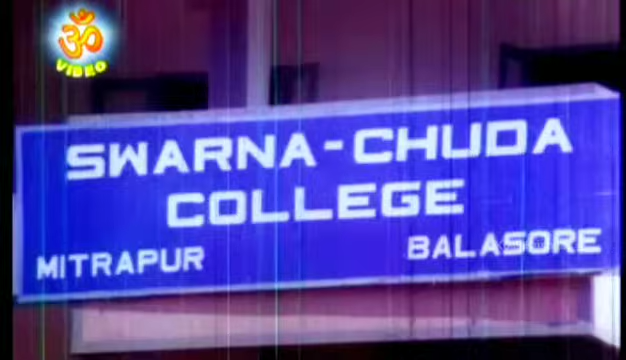 ॐ
VIDEO
SWARNA-CHUDA
COLLEGE
MITRAPUR BALASORE